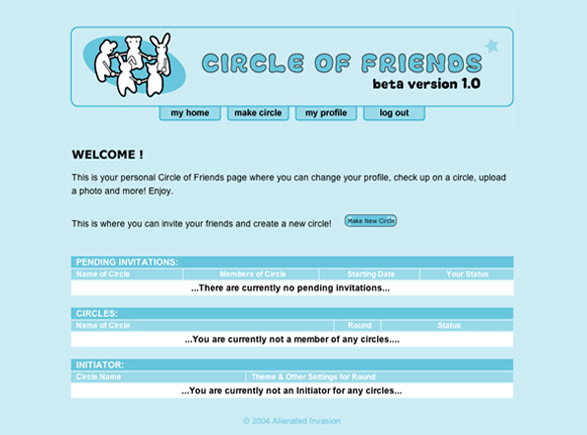 CIRCLE OF FRIENDS
beta version 1.0
my home make circle my profile log out
WELCOME !
This is your personal Circle of Friends page where you can change your profile, check up on a circle, upload
a photo and more! Enjoy.
This is where you can invite your friends and create a new circle! Make New Circle
PENDING INVITATIONS:
Name of Circle Members of Circle Starting Date Your Status
...There are currently no pending invitations...
CIRCLES:
Name of Circle Round Status
...You are currently not a member of any circles....
INITIATOR:
Circle Name Theme & Other Settings for Round
...You are currently not an Initiator for any circles...
© 2004 Alienated Invasion